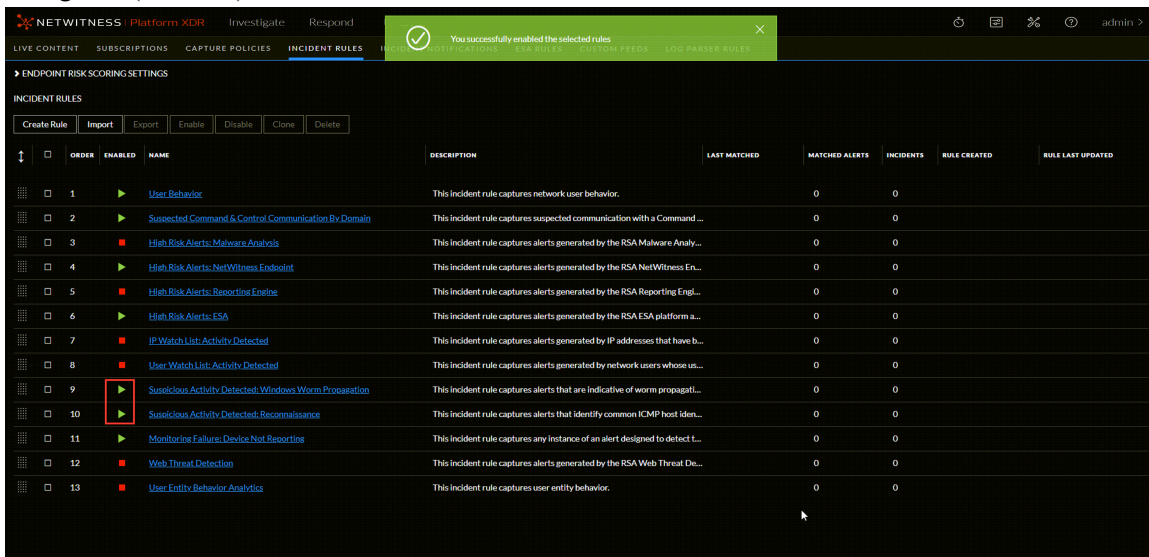 NETWITNESS | Platform XDR Investigate Respond admin >
You successfully enabled the selected rules
LIVE CONTENT SUBSCRIPTIONS CAPTURE POLICIES INCIDENT RULES INCIDENT NOTIFICATIONS ESA RULES CUSTOM FEEDS LOG PARSER RULES
> ENDPOINT RISK SCORING SETTINGS
INCIDENT RULES
Create Rule Import Export Enable Disable Clone Delete
ORDER ENABLED NAME DESCRIPTION LAST MATCHED MATCHED ALERTS INCIDENTS RULE CREATED RULE LAST UPDATED
1 User Behavior This incident rule captures network user behavior. 0 0
2 Suspected Command & Control Communication By Domain This incident rule captures suspected communication with a Command ... 0 0
3 High Risk Alerts: Malware Analysis This incident rule captures alerts generated by the RSA Malware Analy... 0 0
4 High Risk Alerts: NetWitness Endpoint This incident rule captures alerts generated by the RSA NetWitness En... 0 0
5 High Risk Alerts: Reporting Engine This incident rule captures alerts generated by the RSA Reporting Engi... 0 0
6 High Risk Alerts: ESA This incident rule captures alerts generated by the RSA ESA platform a... 0 0
7 IP Watch List: Activity Detected This incident rule captures alerts generated by IP addresses that have b... 0 0
8 User Watch List: Activity Detected This incident rule captures alerts generated by network users whose us... 0 0
9 Suspicious Activity Detected: Windows Worm Propagation This incident rule captures alerts that are indicative of worm propagati... 0 0
10 Suspicious Activity Detected: Reconnaissance This incident rule captures alerts that identify common ICMP host iden... 0 0
11 Monitoring Failure: Device Not Reporting This incident rule captures any instance of an alert designed to detect t... 0 0
12 Web Threat Detection This incident rule captures alerts generated by the RSA Web Threat De... 0 0
13 User Entity Behavior Analytics This incident rule captures user entity behavior. 0 0